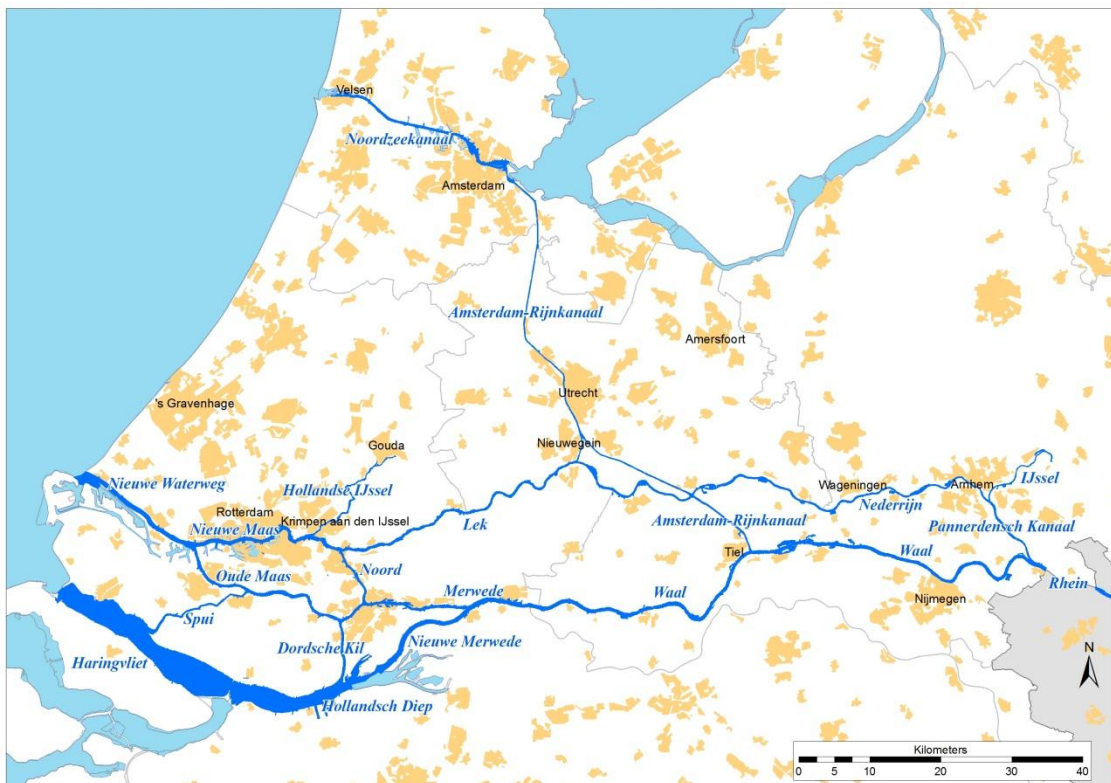 Velsen
Noordzeekanaal
Amsterdam
Amsterdam-Rijnkanaal
Amersfoort
Utrecht
's Gravenhage
Nieuwegein
Gouda
Nieuwe Waterweg
Hollandse IJssel
Wageningen
Arnhem
IJssel
Nederrijn
Rotterdam
Krimpen aan den IJssel
Nieuwe Maas
Lek
Amsterdam-Rijnkanaal
Pannerdensch Kanaal
Tiel
Waal
Oude Maas
Noord
Rhein
Merwede
Waal
Nijmegen
Spui
Dordsche Kil
Nieuwe Merwede
Haringvliet
Hollandsch Diep
N
Kilometers
0 5 10 20 30 40